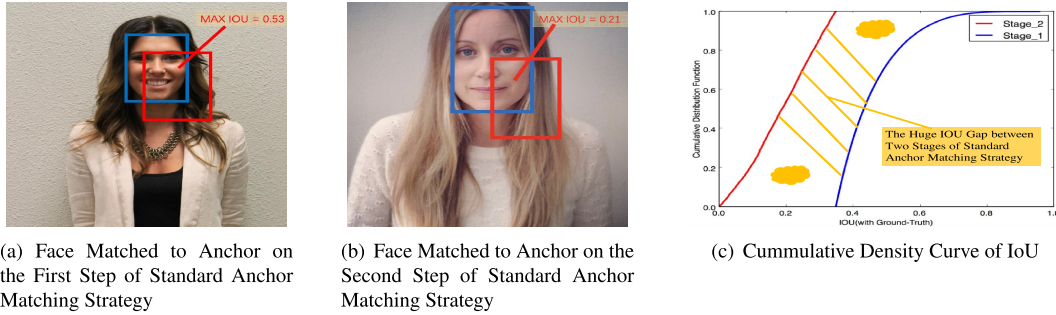 MAX IOU = 0.53
(a) Face Matched to Anchor on
the First Step of Standard Anchor
Matching Strategy
MAX IOU = 0.21
(b) Face Matched to Anchor on the
Second Step of Standard Anchor
Matching Strategy
1.0
0.8
0.6
0.4
0.2
0.0
Cumulative Distribution Function
Stage_2
Stage_1
The Huge IOU Gap between
Two Stages of Standard
Anchor Matching Strategy
0.0 0.2 0.4 0.6 0.8 1.0
IOU(with Ground-Truth)
(c) Cummulative Density Curve of IoU